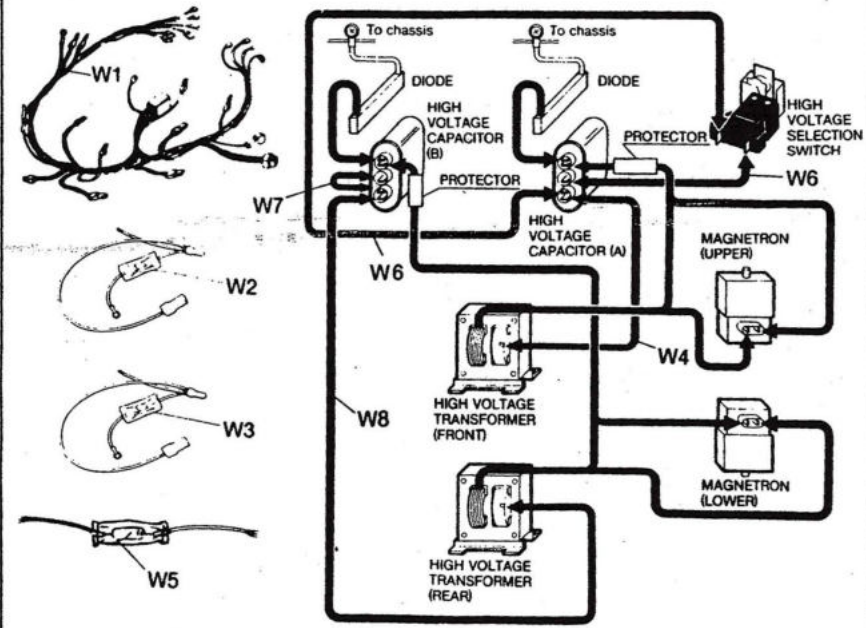 W1
To chassis
To chassis
DIODE
DIODE
HIGH
VOLTAGE
CAPACITOR
(B)
HIGH
VOLTAGE
SELECTION
SWITCH
PROTECTOR
PROTECTOR
W7
W6
W6
HIGH
VOLTAGE
CAPACITOR (A)
MAGNETRON
(UPPER)
W2
W4
HIGH VOLTAGE
TRANSFORMER
(FRONT)
W8
W3
MAGNETRON
(LOWER)
HIGH VOLTAGE
TRANSFORMER
(REAR)
W5